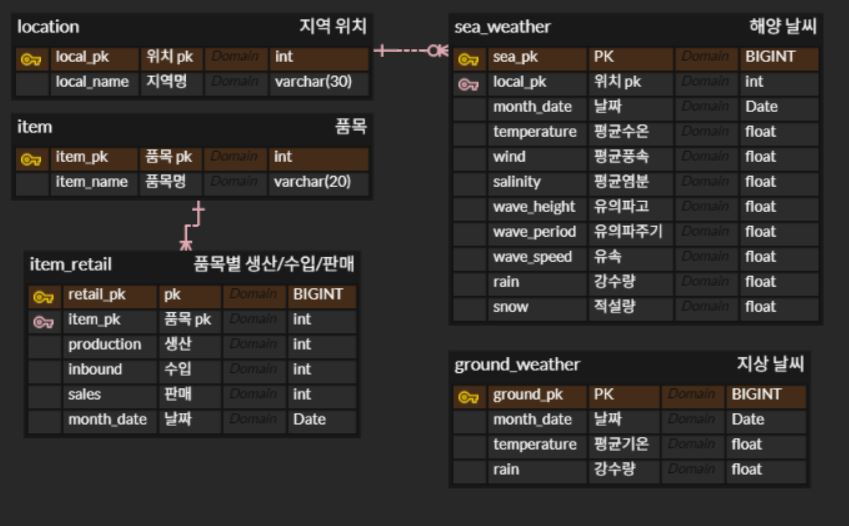 location 지역 위치
local_pk 위치 pk Domain int
local_name 지역명 Domain varchar(30)
item 품목
item_pk 품목 pk Domain int
item_name 품목명 Domain varchar(20)
item_retail 품목별 생산/수입/판매
retail_pk pk Domain BIGINT
item_pk 품목 pk Domain int
production 생산 Domain int
inbound 수입 Domain int
sales 판매 Domain int
month_date 날짜 Domain Date
sea_weather 해양 날씨
sea_pk PK Domain BIGINT
local_pk 위치 pk Domain int
month_date 날짜 Domain Date
temperature 평균수온 Domain float
wind 평균풍속 Domain float
salinity 평균염분 Domain float
wave_height 유의파고 Domain float
wave_period 유의파주기 Domain float
wave_speed 유속 Domain float
rain 강수량 Domain float
snow 적설량 Domain float
ground_weather 지상 날씨
ground_pk PK Domain BIGINT
month_date 날짜 Domain Date
temperature 평균기온 Domain float
rain 강수량 Domain float